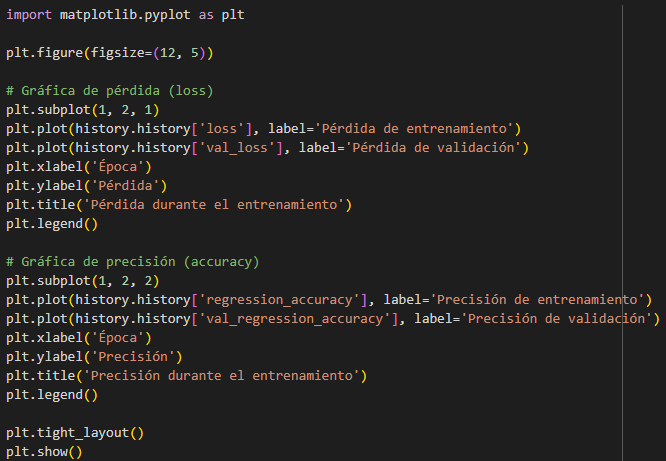 import matplotlib.pyplot as plt
plt.figure(figsize=(12, 5))
# Gráfica de pérdida (loss)
plt.subplot(1, 2, 1)
plt.plot(history.history['loss'], label='Pérdida de entrenamiento')
plt.plot(history.history['val_loss'], label='Pérdida de validación')
plt.xlabel('Época')
plt.ylabel('Pérdida')
plt.title('Pérdida durante el entrenamiento')
plt.legend()
# Gráfica de precisión (accuracy)
plt.subplot(1, 2, 2)
plt.plot(history.history['regression_accuracy'], label='Precisión de entrenamiento')
plt.plot(history.history['val_regression_accuracy'], label='Precisión de validación')
plt.xlabel('Época')
plt.ylabel('Precisión')
plt.title('Precisión durante el entrenamiento')
plt.legend()
plt.tight_layout()
plt.show()